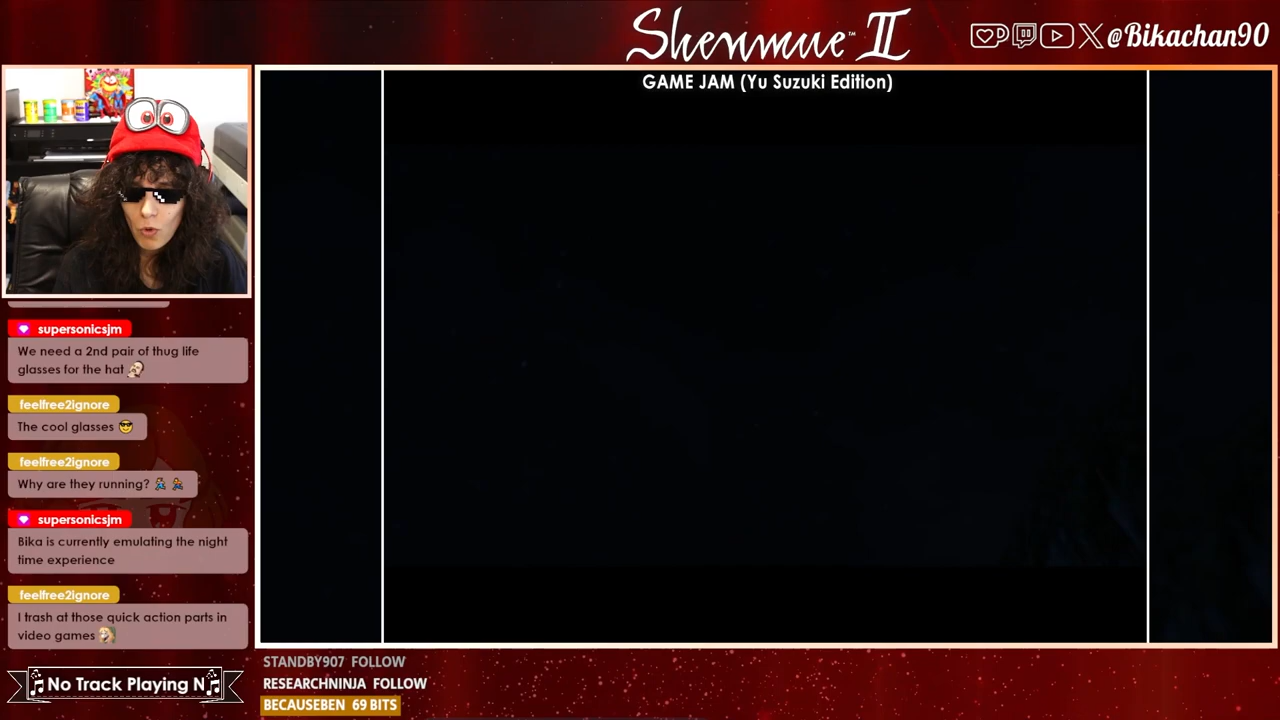 Shenmue™ II
@Bikachan90
GAME JAM (Yu Suzuki Edition)
supersonicsjm
We need a 2nd pair of thug life
glasses for the hat
feelfree2ignore
The cool glasses 😎
feelfree2ignore
Why are they running?
supersonicsjm
Bika is currently emulating the night
time experience
feelfree2ignore
I trash at those quick action parts in
video games
No Track Playing N
STANDBY907 FOLLOW
RESEARCHNINJA FOLLOW
BECAUSEBEN 69 BITS